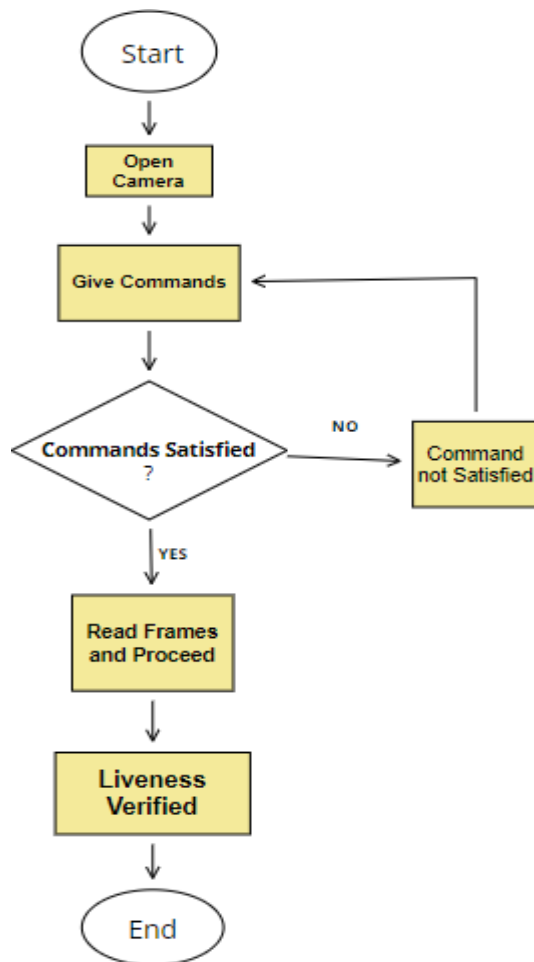 Start
Open
Camera
Give Commands
Commands Satisfied
?
NO
Command
not Satisfied
YES
Read Frames
and Proceed
Liveness
Verified
End